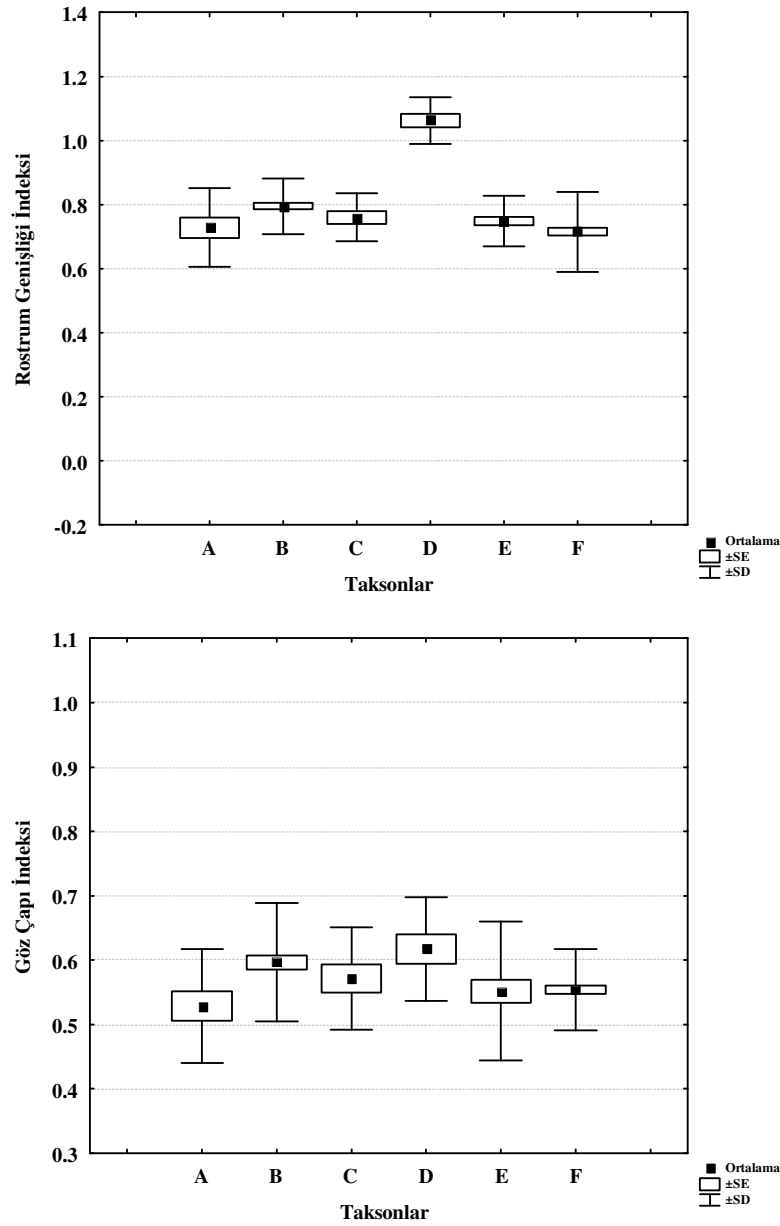 1.4
1.2
1.0
0.8
0.6
0.4
0.2
0.0
-0.2
Rostrum Genişliği İndeksi
A B C D E F
Taksonlar
Ortalama
±SE
±SD
1.1
1.0
0.9
0.8
0.7
0.6
0.5
0.4
0.3
Göz Çapı İndeksi
A B C D E F
Taksonlar
Ortalama
±SE
±SD